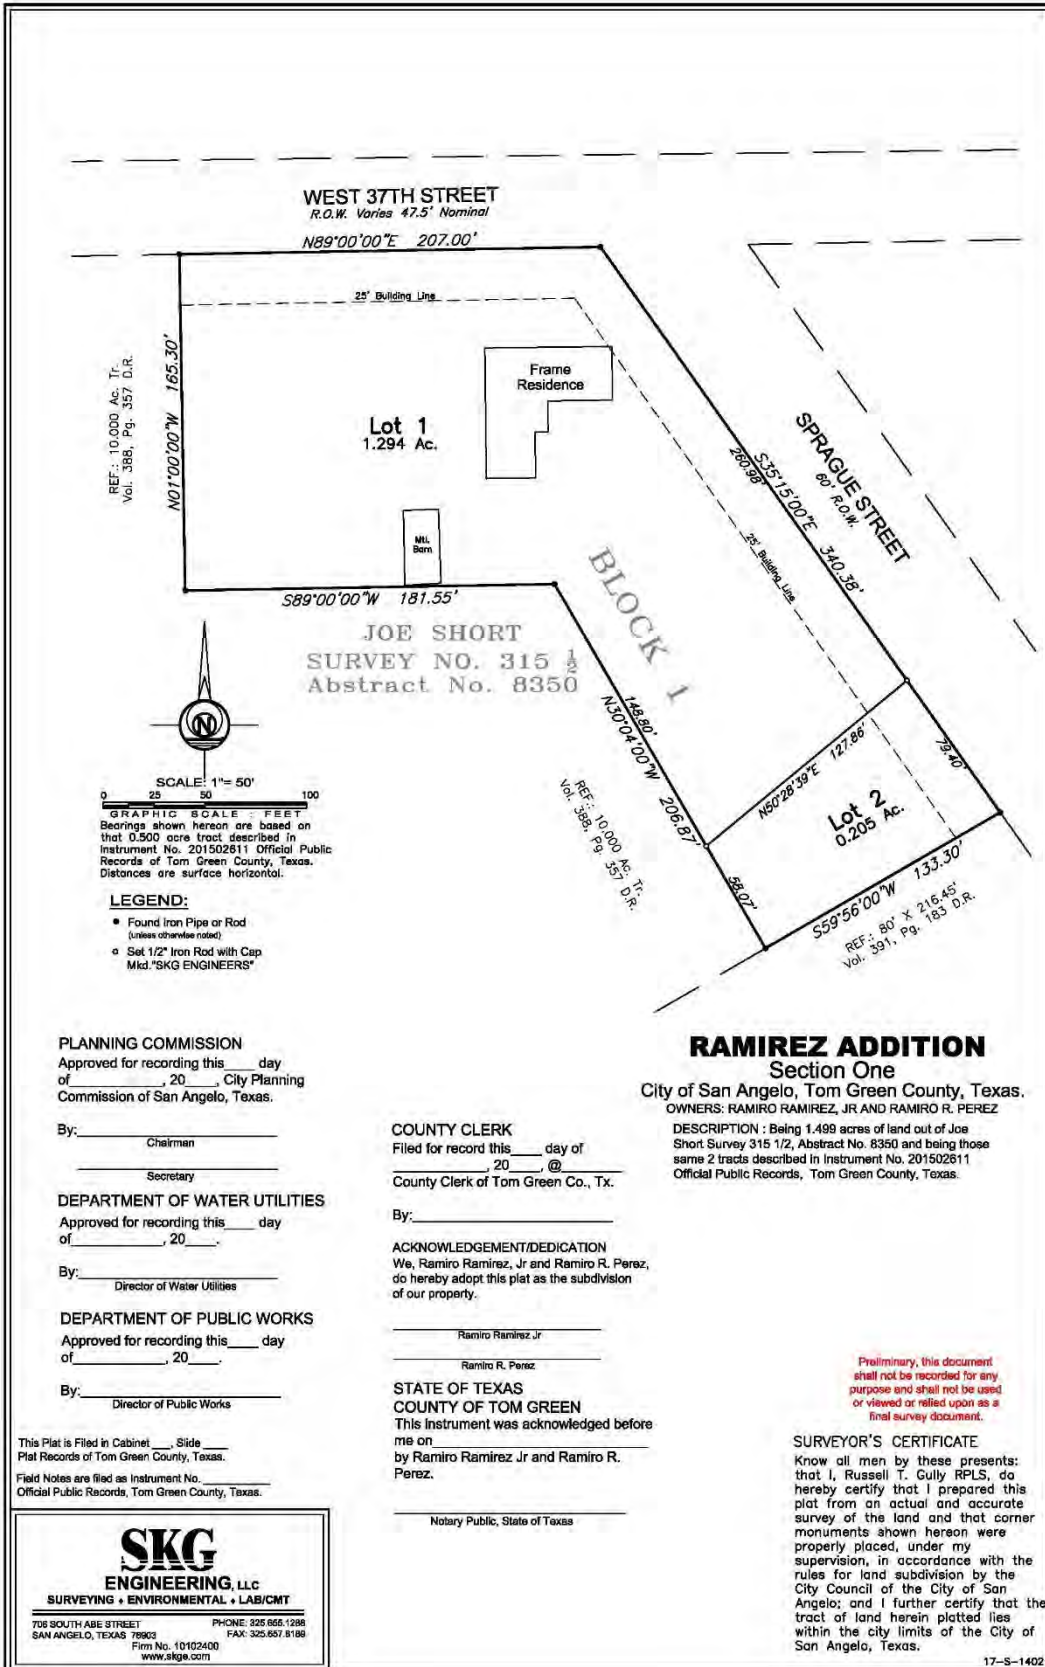 WEST 37TH STREET
R.O.W. Varies 47.5' Nominal
N89°00'00"E 207.00'
25' Building Line
Frame
Residence
REF.: 10.000 Ac. Tr.
Vol. 388, Pg. 357 D.R.
N01°00'00"W 165.30'
Lot 1
1.294 Ac.
SPRAGUE STREET
60' R.O.W.
S35°15'00"E 340.38'
260.98'
25' Building Line
Mtl.
Barn
S89°00'00"W 181.55'
BLOCK 1
JOE SHORT
SURVEY NO. 315 ½
Abstract No. 8350
148.80'
N30°04'00"W 206.87'
REF.: 10.000 Ac. Tr.
Vol. 388, Pg. 357 D.R.
N50°28'39"E 127.86'
79.40'
Lot 2
0.205 Ac.
58.07'
S59°56'00"W 133.30'
REF.: 80' X 216.45'
Vol. 391, Pg. 183 D.R.
N
SCALE: 1"= 50'
0 25 50 100
GRAPHIC SCALE : FEET
Bearings shown hereon are based on
that 0.500 acre tract described in
Instrument No. 201502611 Official Public
Records of Tom Green County, Texas.
Distances are surface horizontal.
LEGEND:
Found Iron Pipe or Rod
(unless otherwise noted)
Set 1/2" Iron Rod with Cap
Mkd."SKG ENGINEERS"
PLANNING COMMISSION
Approved for recording this____ day
of__________, 20____, City Planning
Commission of San Angelo, Texas.
By:____________________
Chairman
Secretary
DEPARTMENT OF WATER UTILITIES
Approved for recording this____ day
of__________, 20____.
By:____________________
Director of Water Utilities
DEPARTMENT OF PUBLIC WORKS
Approved for recording this____ day
of__________, 20____.
By:____________________
Director of Public Works
This Plat is Filed in Cabinet ___, Slide ____
Plat Records of Tom Green County, Texas.
Field Notes are filed as Instrument No. __________
Official Public Records, Tom Green County, Texas.
SKG
ENGINEERING, LLC
SURVEYING • ENVIRONMENTAL • LAB/CMT
706 SOUTH ABE STREET PHONE: 325.655.1288
SAN ANGELO, TEXAS 76903 FAX: 325.657.8189
Firm No. 10102400
www.skge.com
COUNTY CLERK
Filed for record this____ day of
__________, 20____, @______
County Clerk of Tom Green Co., Tx.
By:____________________
ACKNOWLEDGEMENT/DEDICATION
We, Ramiro Ramirez, Jr and Ramiro R. Perez,
do hereby adopt this plat as the subdivision
of our property.
Ramiro Ramirez Jr
Ramiro R. Perez
STATE OF TEXAS
COUNTY OF TOM GREEN
This instrument was acknowledged before
me on______________________
by Ramiro Ramirez Jr and Ramiro R.
Perez.
Notary Public, State of Texas
RAMIREZ ADDITION
Section One
City of San Angelo, Tom Green County, Texas.
OWNERS: RAMIRO RAMIREZ, JR AND RAMIRO R. PEREZ
DESCRIPTION : Being 1.499 acres of land out of Joe
Short Survey 315 1/2, Abstract No. 8350 and being those
same 2 tracts described in Instrument No. 201502611
Official Public Records, Tom Green County, Texas.
Preliminary, this document
shall not be recorded for any
purpose and shall not be used
or viewed or relied upon as a
final survey document.
SURVEYOR'S CERTIFICATE
Know all men by these presents:
that I, Russell T. Gully RPLS, do
hereby certify that I prepared this
plat from an actual and accurate
survey of the land and that corner
monuments shown hereon were
properly placed, under my
supervision, in accordance with the
rules for land subdivision by the
City Council of the City of San
Angelo; and I further certify that the
tract of land herein platted lies
within the city limits of the City of
San Angelo, Texas.
17-S-1402